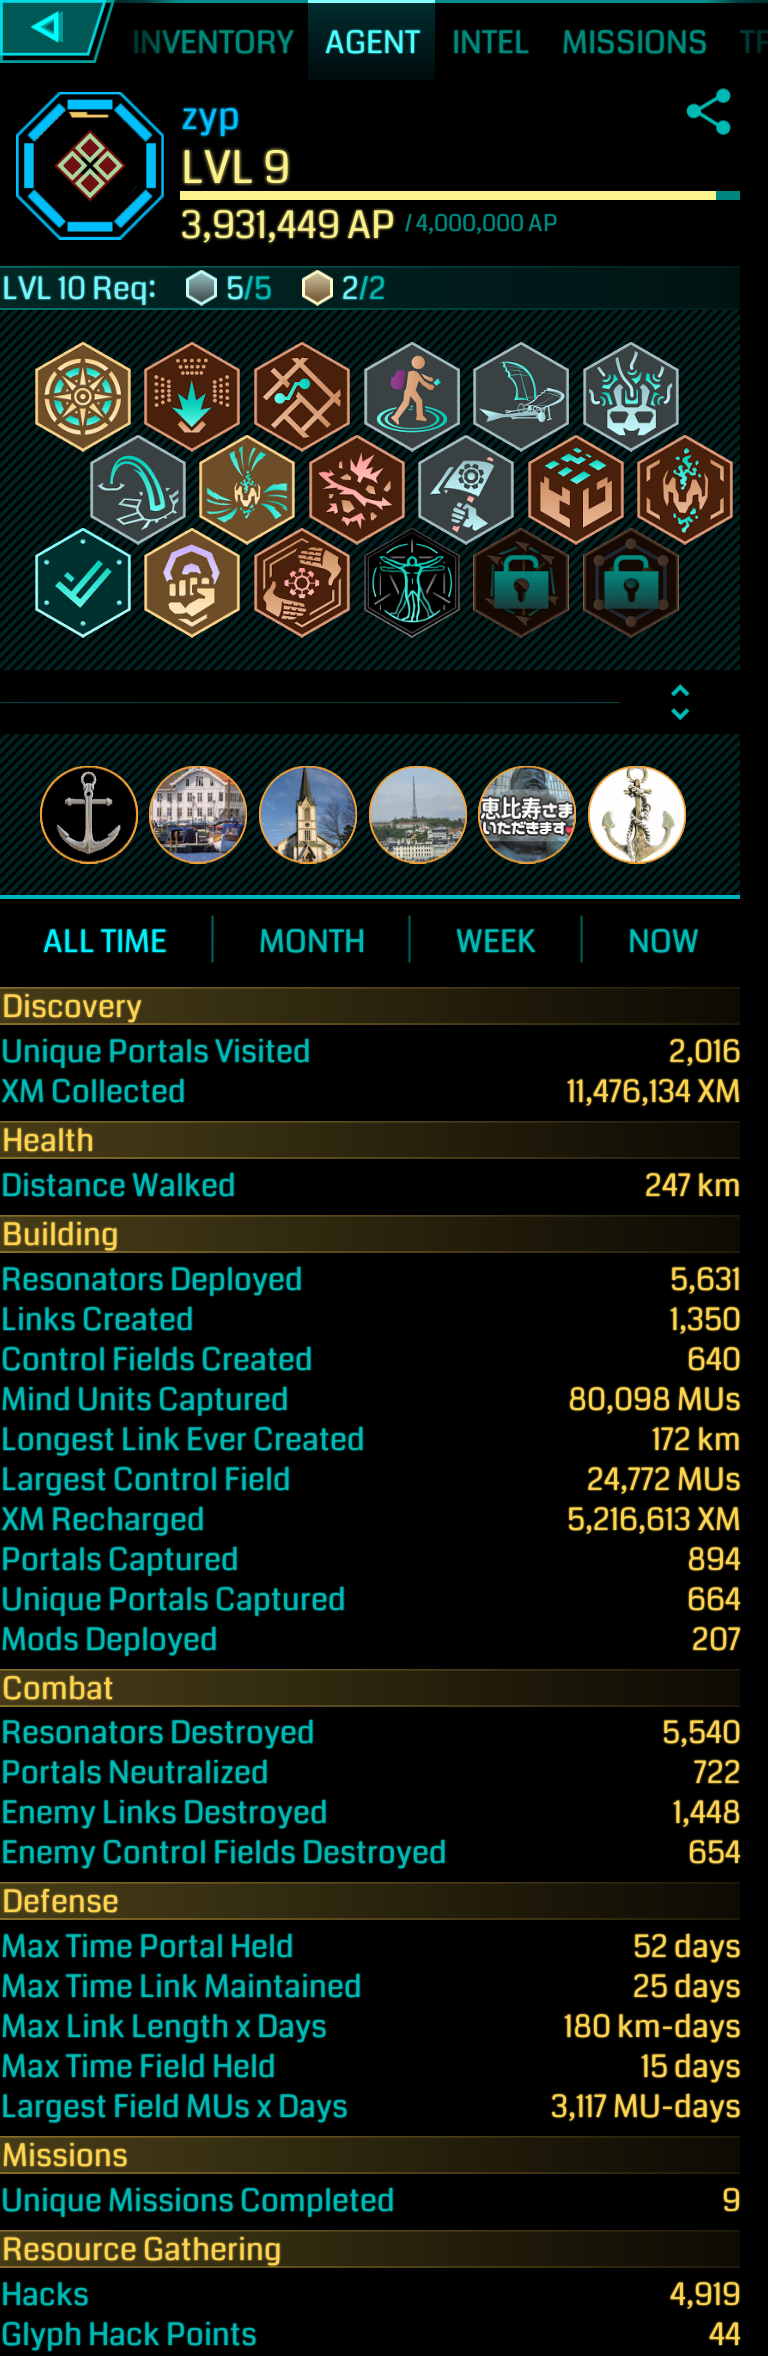 INVENTORY AGENT INTEL MISSIONS
zyp
LVL 9
3,931,449 AP / 4,000,000 AP
LVL 10 Req: 5/5 2/2
恵比寿さま
いただきます
ALL TIME MONTH WEEK NOW
Discovery
Unique Portals Visited 2,016
XM Collected 11,476,134 XM
Health
Distance Walked 247 km
Building
Resonators Deployed 5,631
Links Created 1,350
Control Fields Created 640
Mind Units Captured 80,098 MUs
Longest Link Ever Created 172 km
Largest Control Field 24,772 MUs
XM Recharged 5,216,613 XM
Portals Captured 894
Unique Portals Captured 664
Mods Deployed 207
Combat
Resonators Destroyed 5,540
Portals Neutralized 722
Enemy Links Destroyed 1,448
Enemy Control Fields Destroyed 654
Defense
Max Time Portal Held 52 days
Max Time Link Maintained 25 days
Max Link Length x Days 180 km-days
Max Time Field Held 15 days
Largest Field MUs x Days 3,117 MU-days
Missions
Unique Missions Completed 9
Resource Gathering
Hacks 4,919
Glyph Hack Points 44